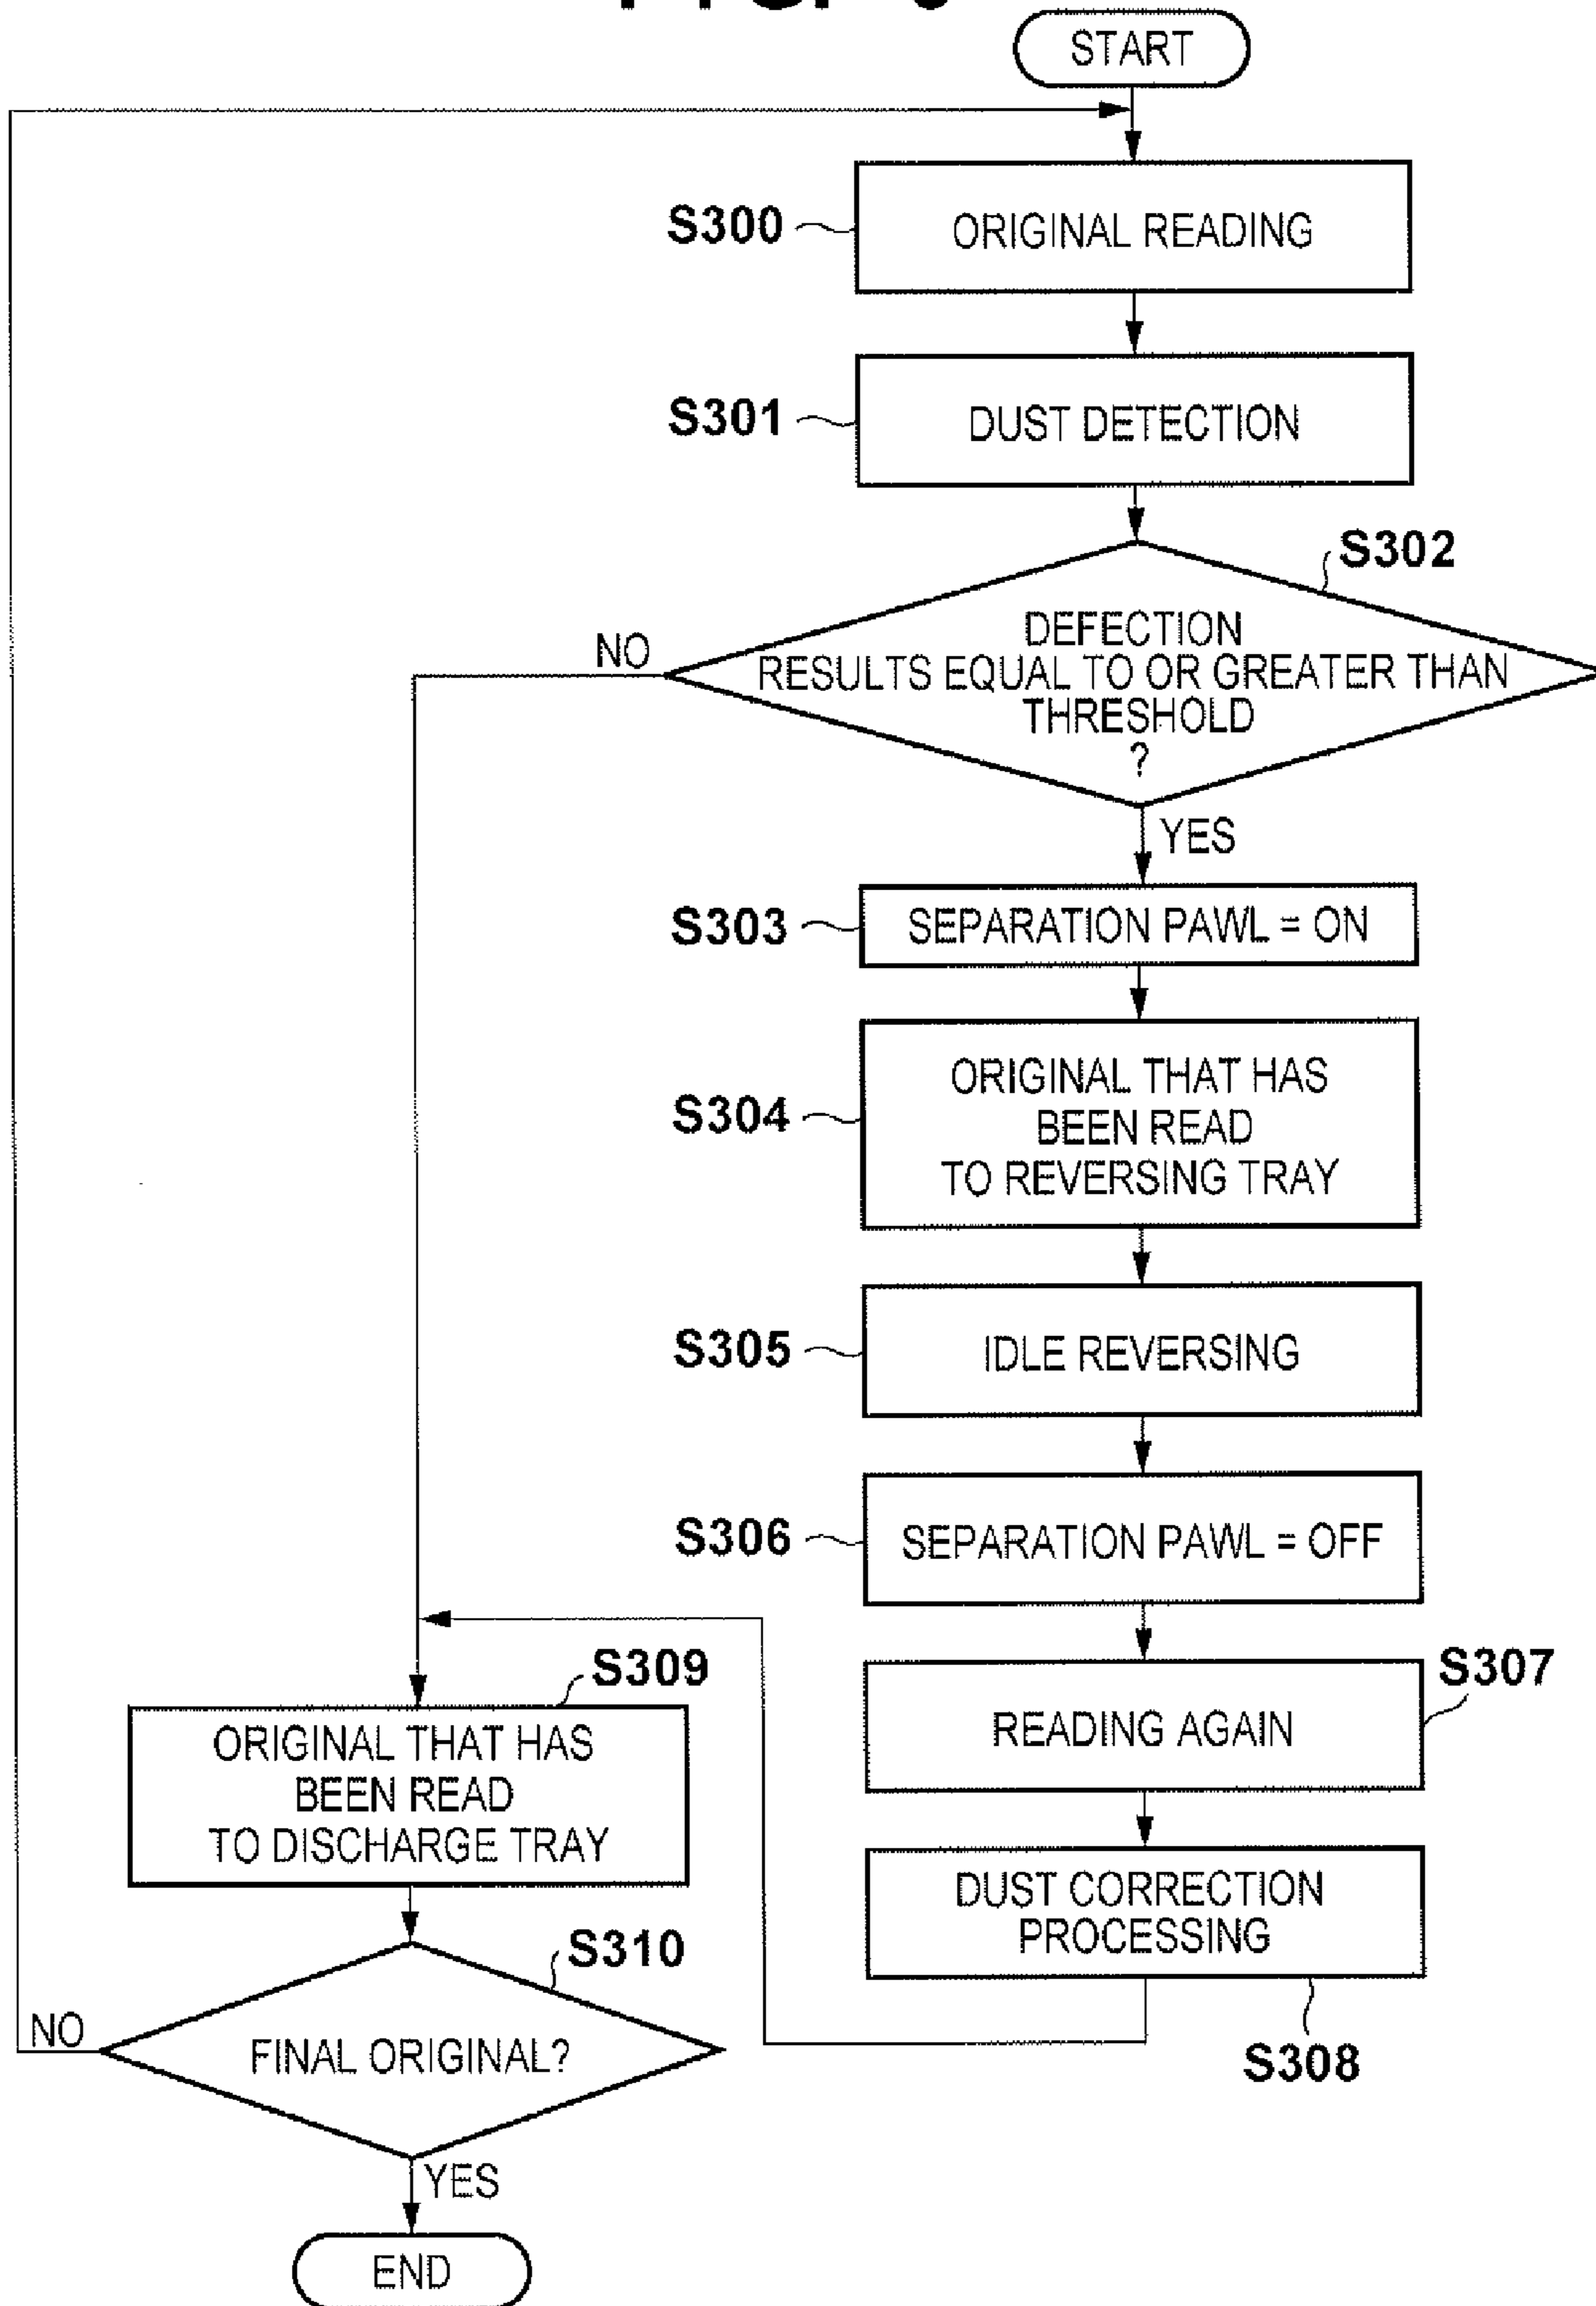 START
S300
ORIGINAL READING
S301
DUST DETECTION
S302
DEFECTION
RESULTS EQUAL TO OR GREATER THAN
THRESHOLD
?
NO
YES
S303
SEPARATION PAWL = ON
S304
ORIGINAL THAT HAS
BEEN READ
TO REVERSING TRAY
S305
IDLE REVERSING
S306
SEPARATION PAWL = OFF
S307
READING AGAIN
S308
DUST CORRECTION
PROCESSING
S309
ORIGINAL THAT HAS
BEEN READ
TO DISCHARGE TRAY
S310
FINAL ORIGINAL?
NO
YES
END